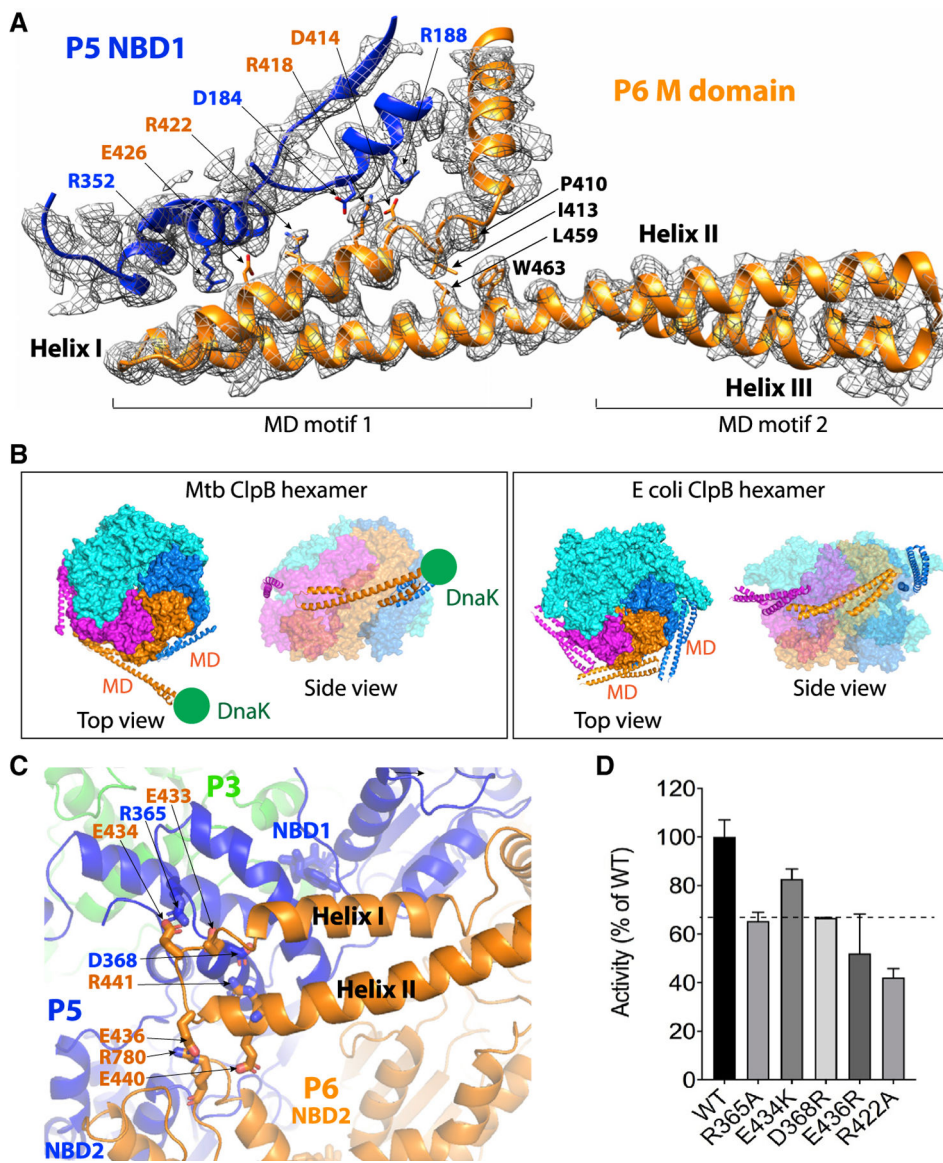 A
P5 NBD1
D414
R418
R188
D184
R422
E426
R352
P6 M domain
P410
I413
L459
W463
Helix II
Helix I
Helix III
MD motif 1
MD motif 2
B
Mtb ClpB hexamer
E coli ClpB hexamer
DnaK
MD
MD
MD
MD
DnaK
Side view
Side view
Top view
Top view
C
P3
E433
R365
E434
NBD1
Helix I
D368
R441
Helix II
P5
E436
R780
E440
P6
NBD2
NBD2
D
120
100
80
60
40
20
0
Activity (% of WT)
WT
R365A
E434K
D368R
E436R
R422A